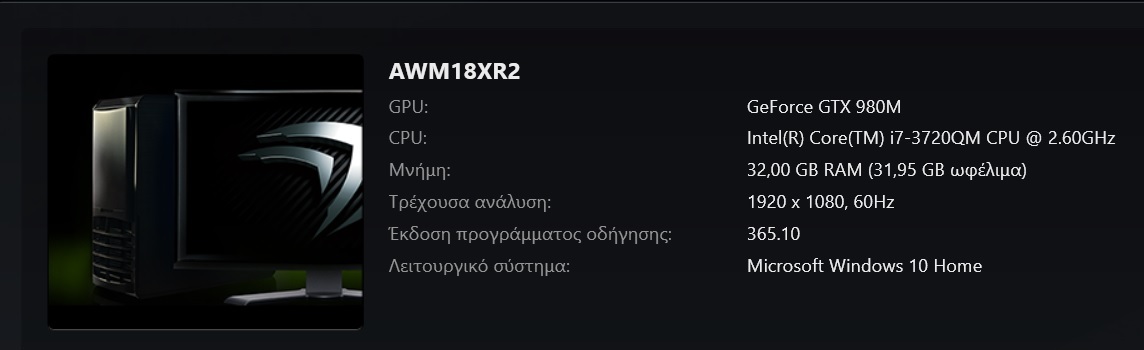 AWM18XR2
GPU: GeForce GTX 980M
CPU: Intel(R) Core(TM) i7-3720QM CPU @ 2.60GHz
Μνήμη: 32,00 GB RAM (31,95 GB ωφέλιμα)
Τρέχουσα ανάλυση: 1920 x 1080, 60Hz
Έκδοση προγράμματος οδήγησης: 365.10
Λειτουργικό σύστημα: Microsoft Windows 10 Home